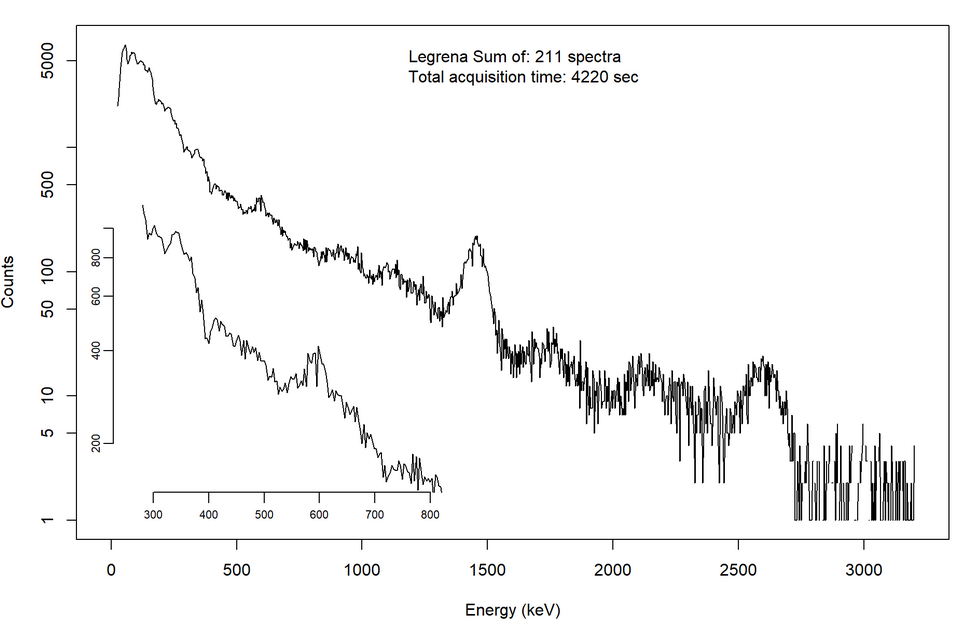 Legrena Sum of: 211 spectra
Total acquisition time: 4220 sec
Counts
5000
500
100
50
10
5
1
800
600
400
200
300 400 500 600 700 800
0 500 1000 1500 2000 2500 3000
Energy (keV)